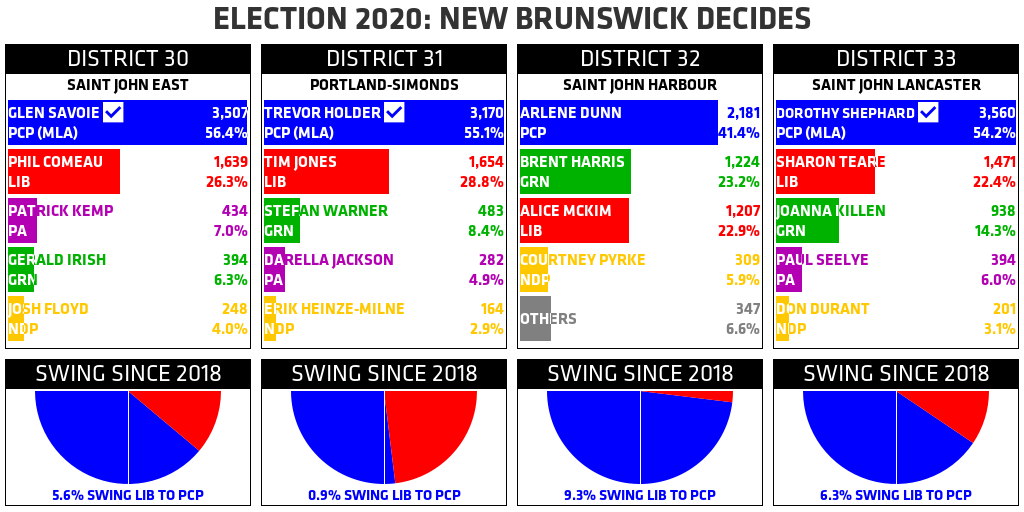 ELECTION 2020: NEW BRUNSWICK DECIDES
DISTRICT 30
SAINT JOHN EAST
GLEN SAVOIE 3,507
PCP (MLA) 56.4%
PHIL COMEAU 1,639
LIB 26.3%
PATRICK KEMP 434
PA 7.0%
GERALD IRISH 394
GRN 6.3%
JOSH FLOYD 248
NDP 4.0%
SWING SINCE 2018
5.6% SWING LIB TO PCP
DISTRICT 31
PORTLAND-SIMONDS
TREVOR HOLDER 3,170
PCP (MLA) 55.1%
TIM JONES 1,654
LIB 28.8%
STEFAN WARNER 483
GRN 8.4%
DARELLA JACKSON 282
PA 4.9%
ERIK HEINZE-MILNE 164
NDP 2.9%
SWING SINCE 2018
0.9% SWING LIB TO PCP
DISTRICT 32
SAINT JOHN HARBOUR
ARLENE DUNN 2,181
PCP 41.4%
BRENT HARRIS 1,224
GRN 23.2%
ALICE MCKIM 1,207
LIB 22.9%
COURTNEY PYRKE 309
NDP 5.9%
OTHERS 347
6.6%
SWING SINCE 2018
9.3% SWING LIB TO PCP
DISTRICT 33
SAINT JOHN LANCASTER
DOROTHY SHEPHARD 3,560
PCP (MLA) 54.2%
SHARON TEARE 1,471
LIB 22.4%
JOANNA KILLEN 938
GRN 14.3%
PAUL SEELYE 394
PA 6.0%
DON DURANT 201
NDP 3.1%
SWING SINCE 2018
6.3% SWING LIB TO PCP